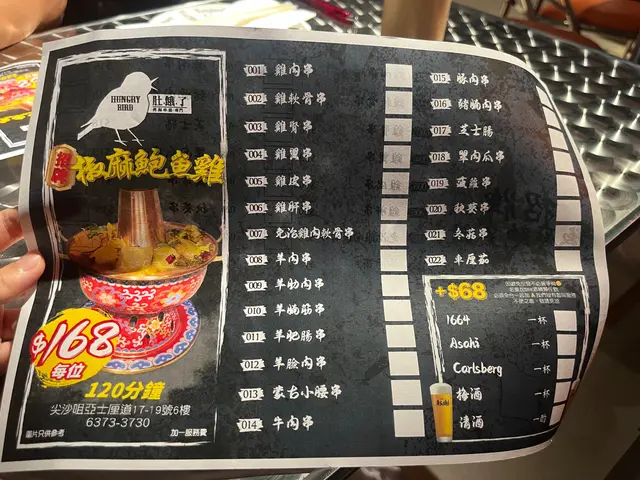 HUNGRY BIRD
肚餓了
招牌
椒麻鮑魚雞
$168
每位
120分鐘
尖沙咀亞士厘道17-19號6樓
6373-3730
圖片只供參考
加一服務費
001 雞肉串
002 雞軟骨串
003 雞腎串
004 雞翼串
005 雞皮串
006 雞肝串
007 免治雞肉軟骨串
008 羊肉串
009 羊肋肉串
010 羊腩筋串
011 羊肥腸串
012 羊臉肉串
013 蒙古小腰串
014 牛肉串
015 豚肉串
016 豬腩肉串
017 芝士腸
018 翠肉瓜串
019 菠蘿串
020 秋葵串
021 冬菇串
022 車厘茄
+$68
1664 一杯
Asahi 一杯
Carlsberg 一杯
梅酒 一杯
清酒